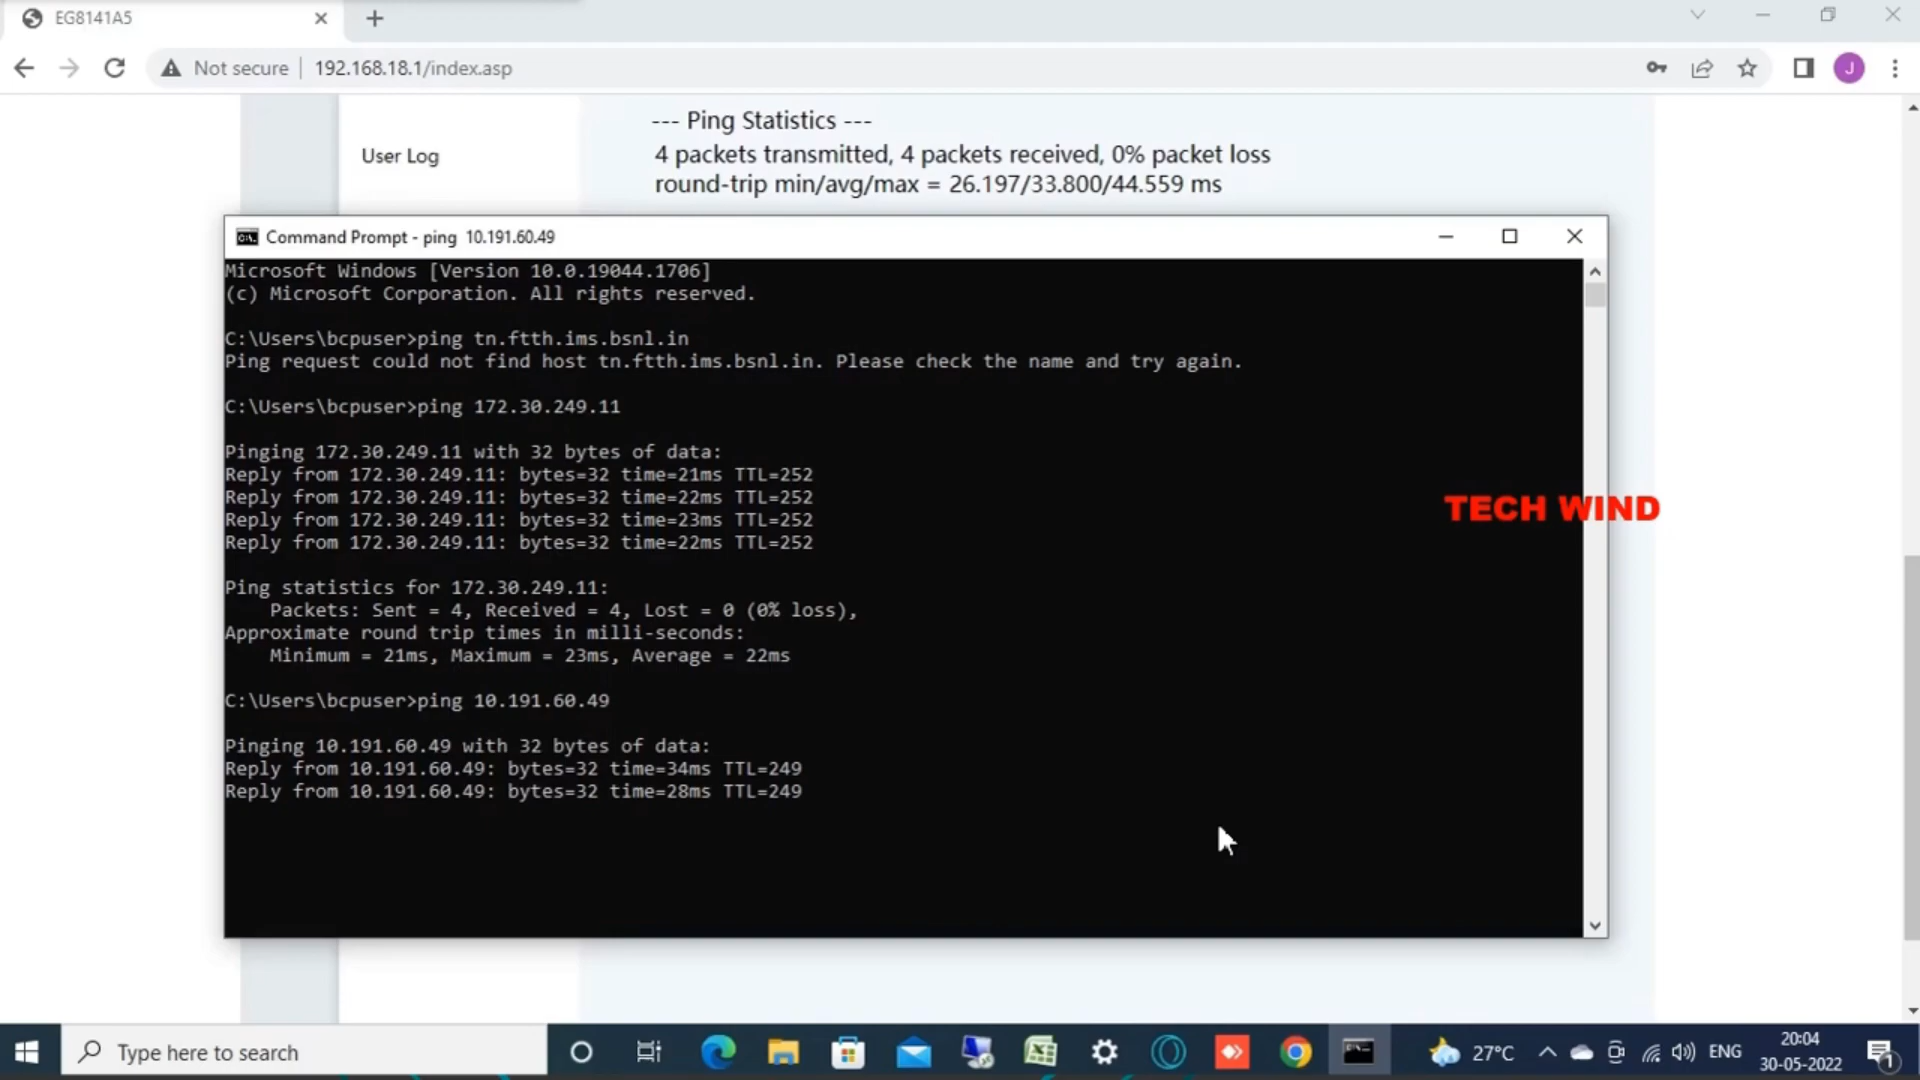 EG8141A5
Not secure
192.168.18.1/index.asp
J
--- Ping Statistics ---
4 packets transmitted, 4 packets received, 0% packet loss
round-trip min/avg/max = 26.197/33.800/44.559 ms
User Log
Command Prompt - ping 10.191.60.49
Microsoft Windows [Version 10.0.19044.1706]
(c) Microsoft Corporation. All rights reserved.
C:\Users\bcpuser>ping tn.ftth.ims.bsnl.in
Ping request could not find host tn.ftth.ims.bsnl.in. Please check the name and try again.
C:\Users\bcpuser>ping 172.30.249.11
Pinging 172.30.249.11 with 32 bytes of data:
Reply from 172.30.249.11: bytes=32 time=21ms TTL=252
Reply from 172.30.249.11: bytes=32 time=22ms TTL=252
Reply from 172.30.249.11: bytes=32 time=23ms TTL=252
Reply from 172.30.249.11: bytes=32 time=22ms TTL=252
Ping statistics for 172.30.249.11:
Packets: Sent = 4, Received = 4, Lost = 0 (0% loss),
Approximate round trip times in milli-seconds:
Minimum = 21ms, Maximum = 23ms, Average = 22ms
C:\Users\bcpuser>ping 10.191.60.49
Pinging 10.191.60.49 with 32 bytes of data:
Reply from 10.191.60.49: bytes=32 time=34ms TTL=249
Reply from 10.191.60.49: bytes=32 time=28ms TTL=249
TECH WIND
Type here to search
27°C
ENG
20:04
30-05-2022
1